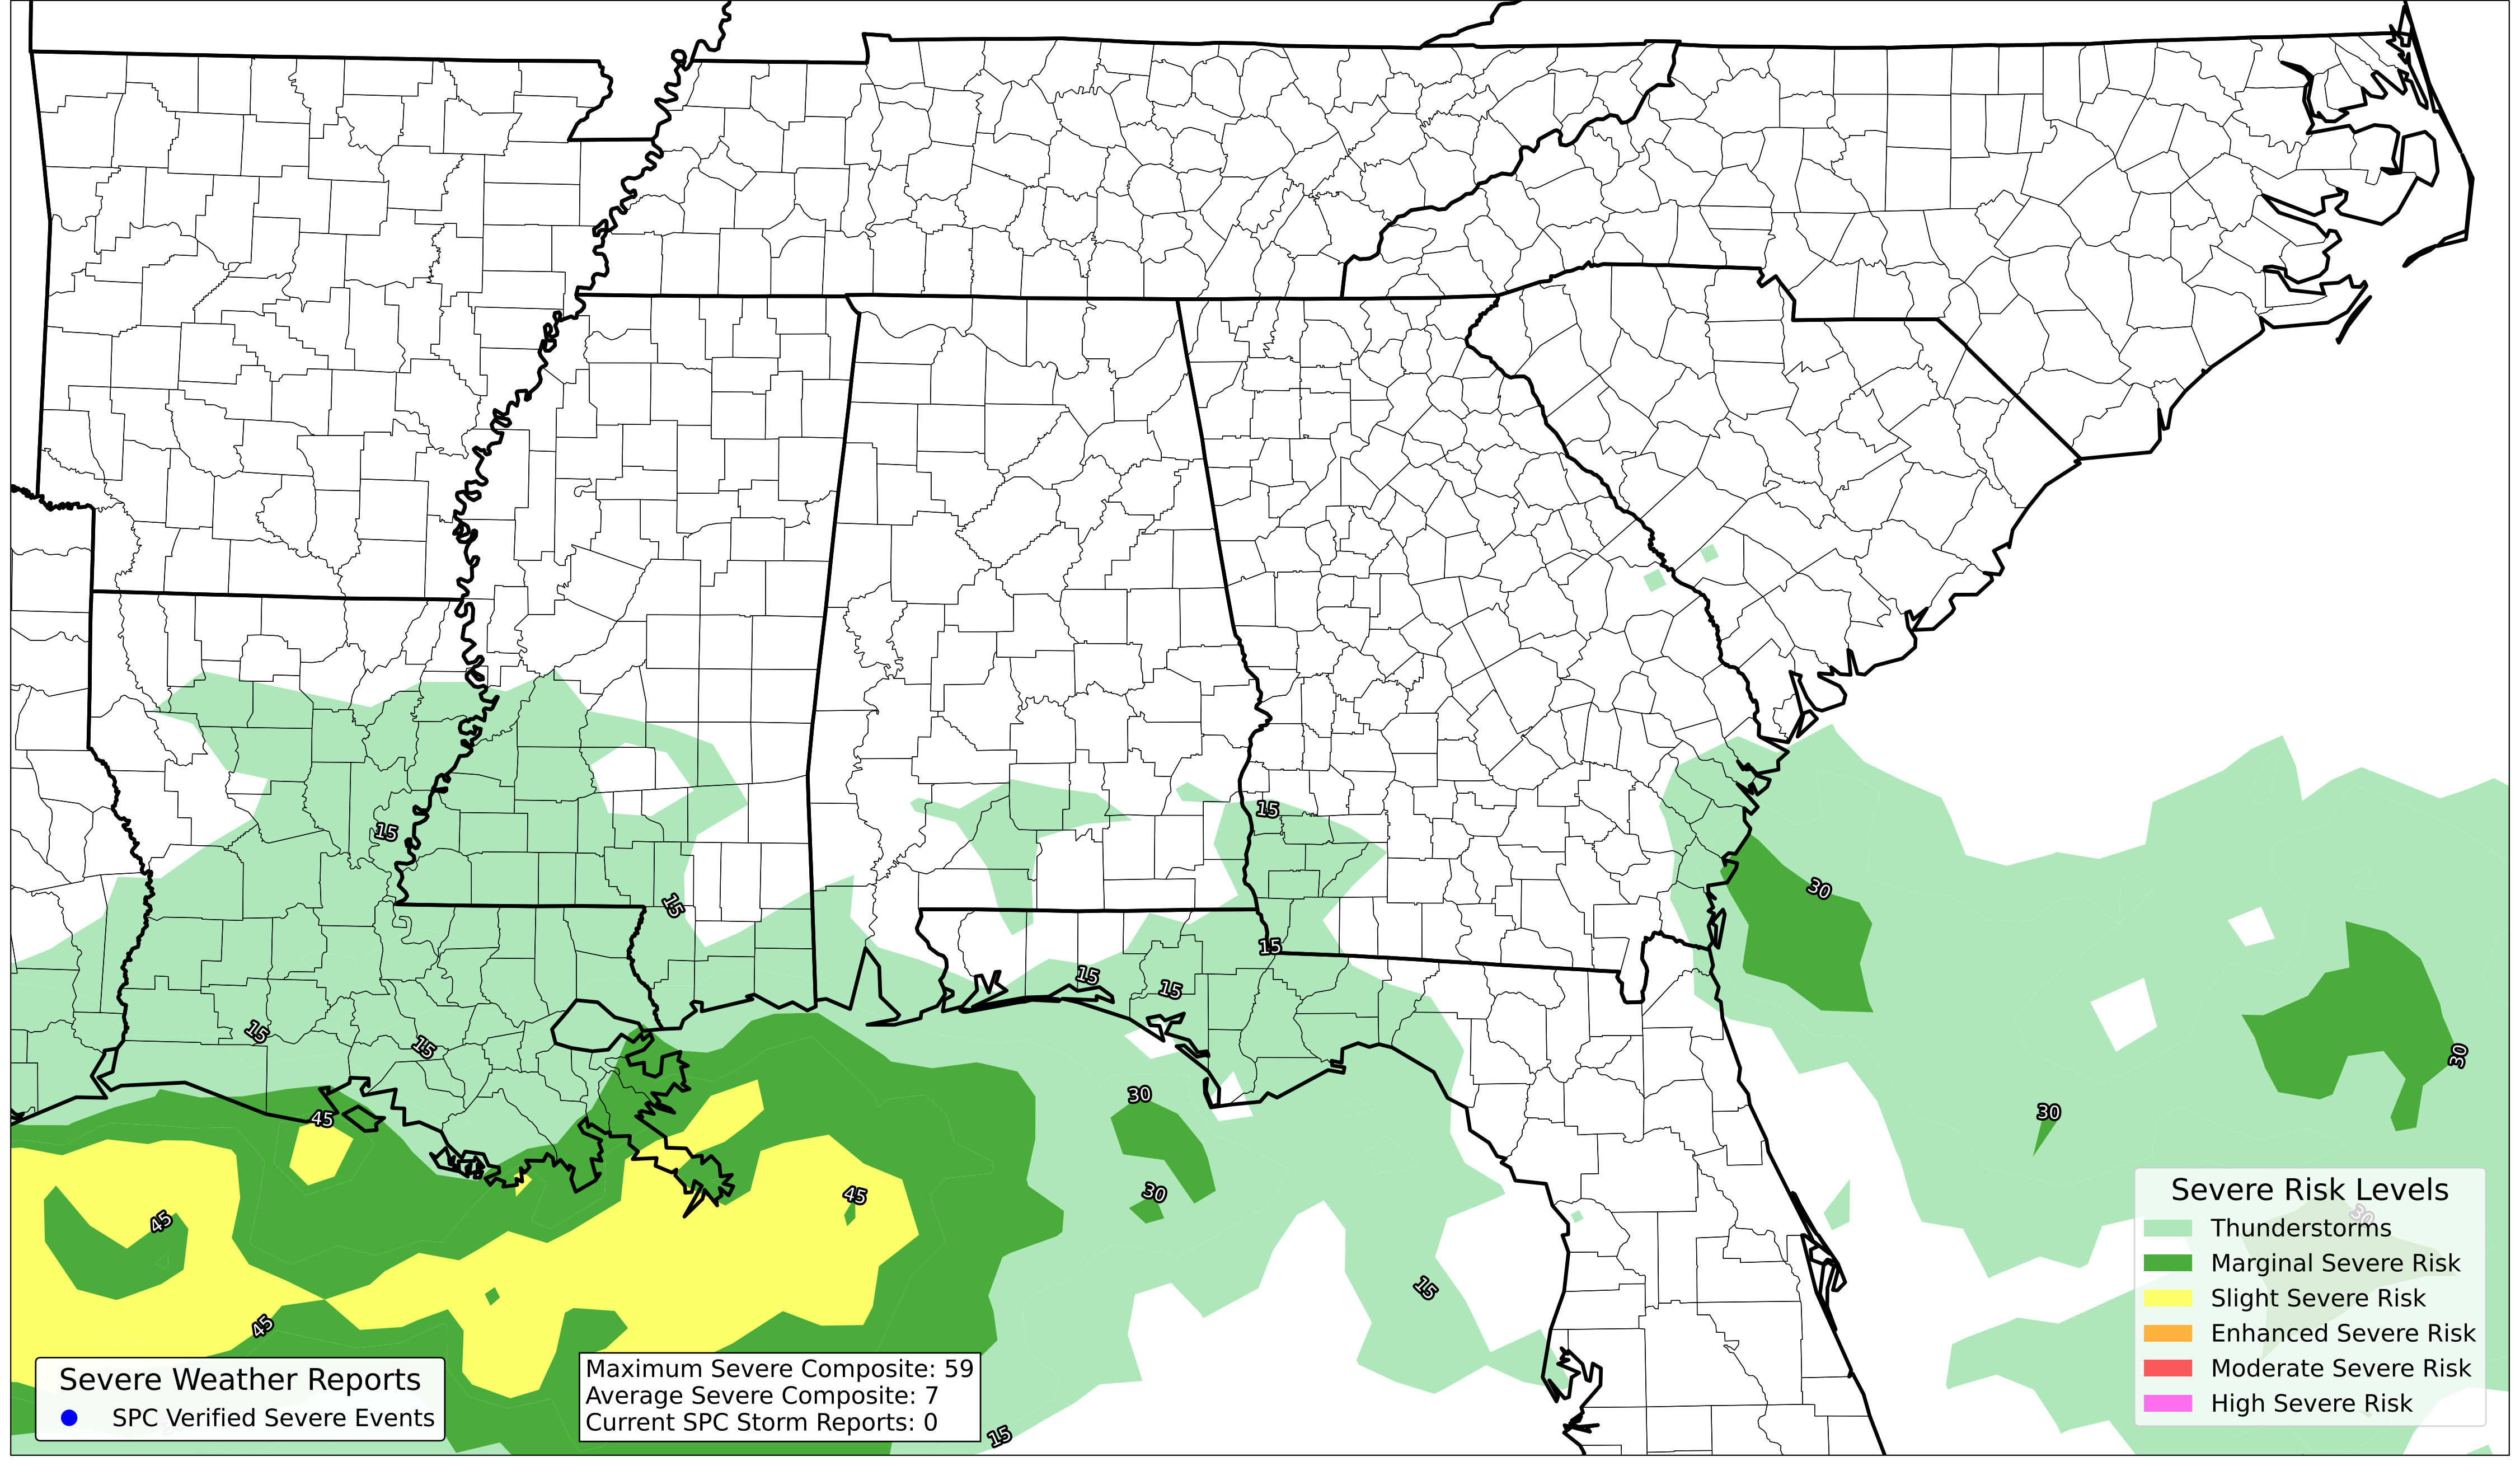 15
15
15
15
15
15
15
15
30
30
30
30
30
30
45
45
45
45
15
15
Severe Risk Levels
Thunderstorms
Marginal Severe Risk
Slight Severe Risk
Enhanced Severe Risk
Moderate Severe Risk
High Severe Risk
Severe Weather Reports
SPC Verified Severe Events
Maximum Severe Composite: 59
Average Severe Composite: 7
Current SPC Storm Reports: 0